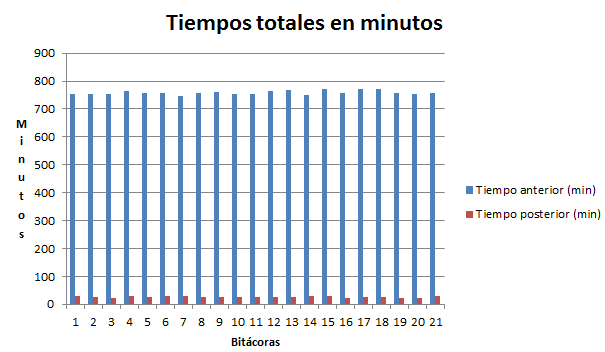 Tiempos totales en minutos
900
800
700
600
500
400
300
200
100
0
Minutos
1 2 3 4 5 6 7 8 9 10 11 12 13 14 15 16 17 18 19 20 21
Bitácoras
Tiempo anterior (min)
Tiempo posterior (min)